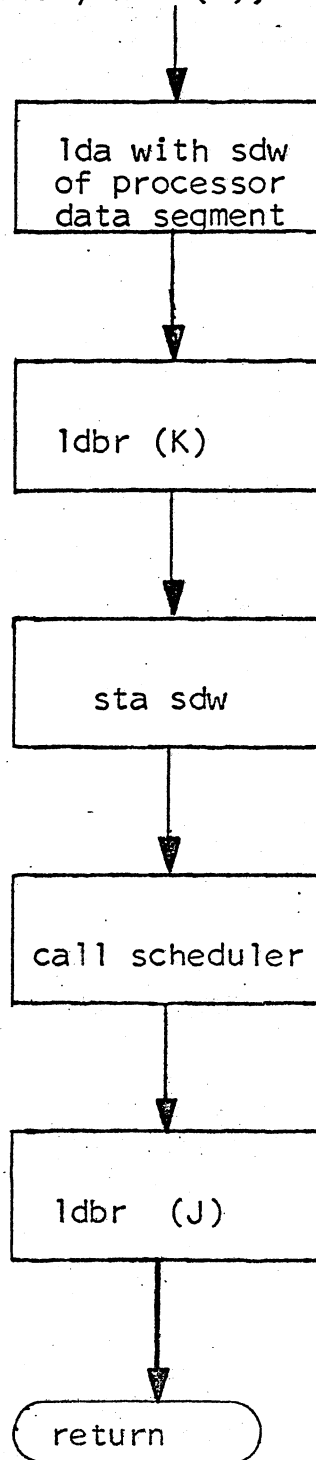 lda with sdw
of processor
data segment
ldbr (K)
sta sdw
call scheduler
ldbr (J)
return